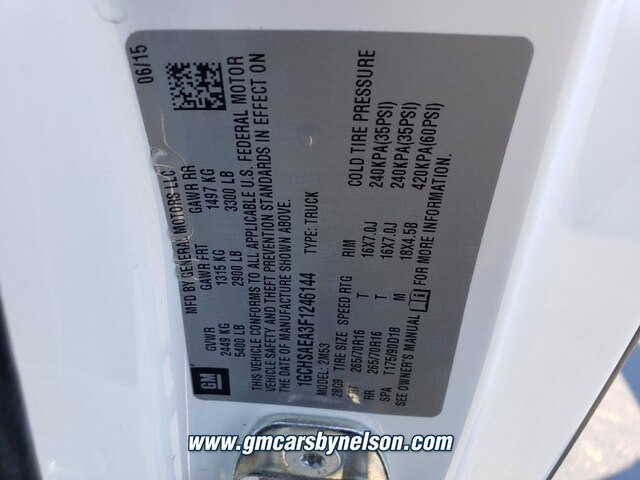 GM
MFD BY GENERAL MOTORS LLC
06/15
GVWR GAWR FRT GAWR RR
2449 KG 1315 KG 1497 KG
5400 LB 2900 LB 3300 LB
THIS VEHICLE CONFORMS TO ALL APPLICABLE U.S. FEDERAL MOTOR
VEHICLE SAFETY AND THEFT PREVENTION STANDARDS IN EFFECT ON
THE DATE OF MANUFACTURE SHOWN ABOVE.
1GCHSAEA3F1246144 TYPE: TRUCK
MODEL: 2M53
2BG9 TIRE SIZE SPEED RTG RIM COLD TIRE PRESSURE
FRT 265/70R16 T 16X7.0J 240KPA(35PSI)
RR 265/70R16 T 16X7.0J 240KPA(35PSI)
SPA T175/90D18 M 18X4.5B 420KPA(60PSI)
SEE OWNER'S MANUAL FOR MORE INFORMATION.
www.gmcarsbynelson.com